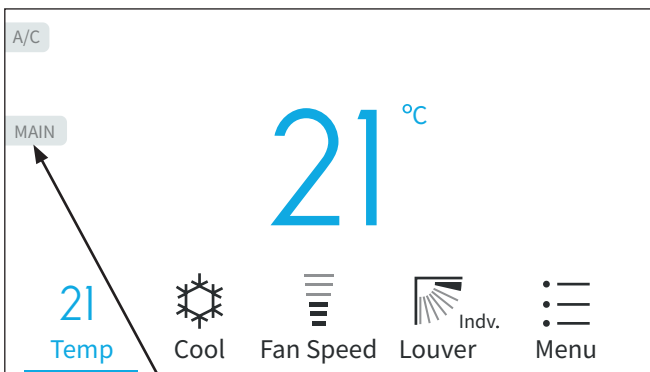 A/C
MAIN
21 °C
21
Indv.
Temp Cool Fan Speed Louver Menu